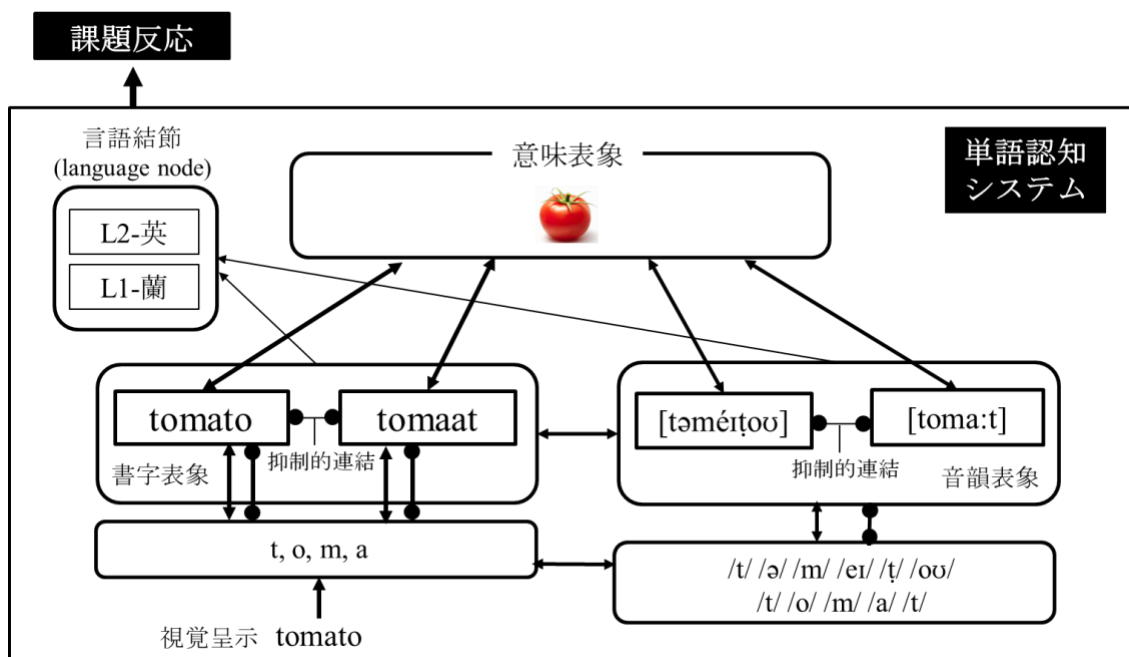 課題反応
言語結節
(language node)
L2-英
L1-蘭
意味表象
単語認知
システム
tomato
tomaat
抑制的連結
書字表象
[təméɪṭoʊ]
[toma:t]
抑制的連結
音韻表象
t, o, m, a
/t/ /ə/ /m/ /eɪ/ /ṭ/ /oʊ/
/t/ /o/ /m/ /a/ /t/
視覚呈示 tomato